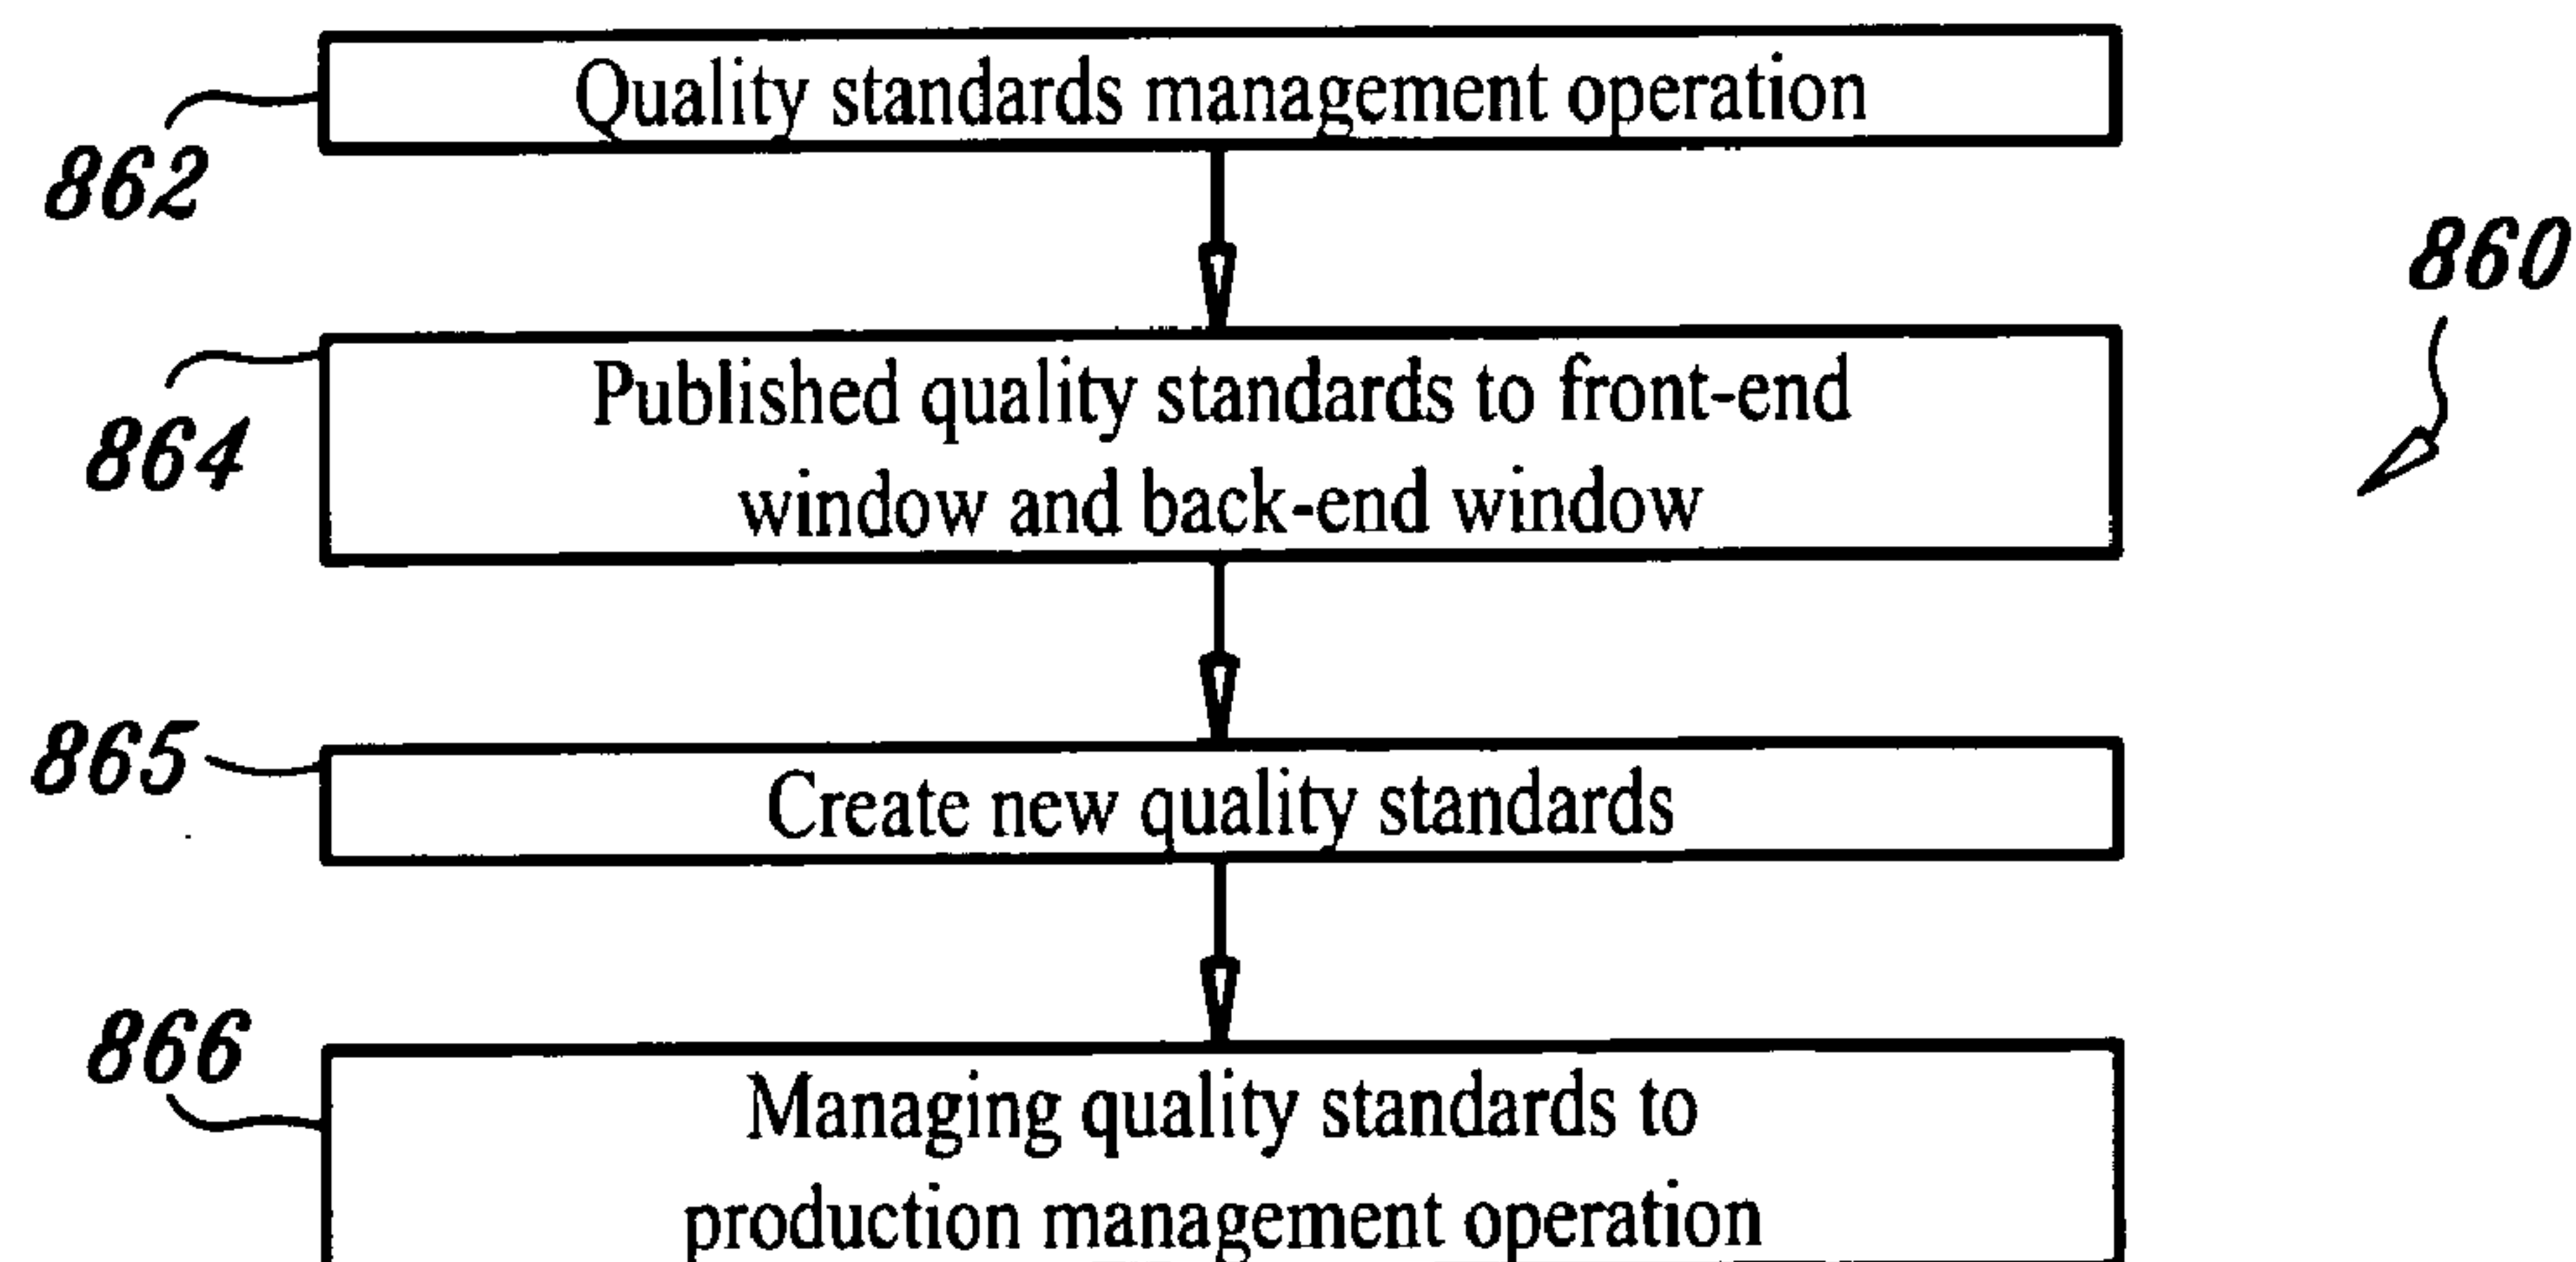 Quality standards management operation
862
860
Published quality standards to front-end
window and back-end window
864
865
Create new quality standards
866
Managing quality standards to
production management operation